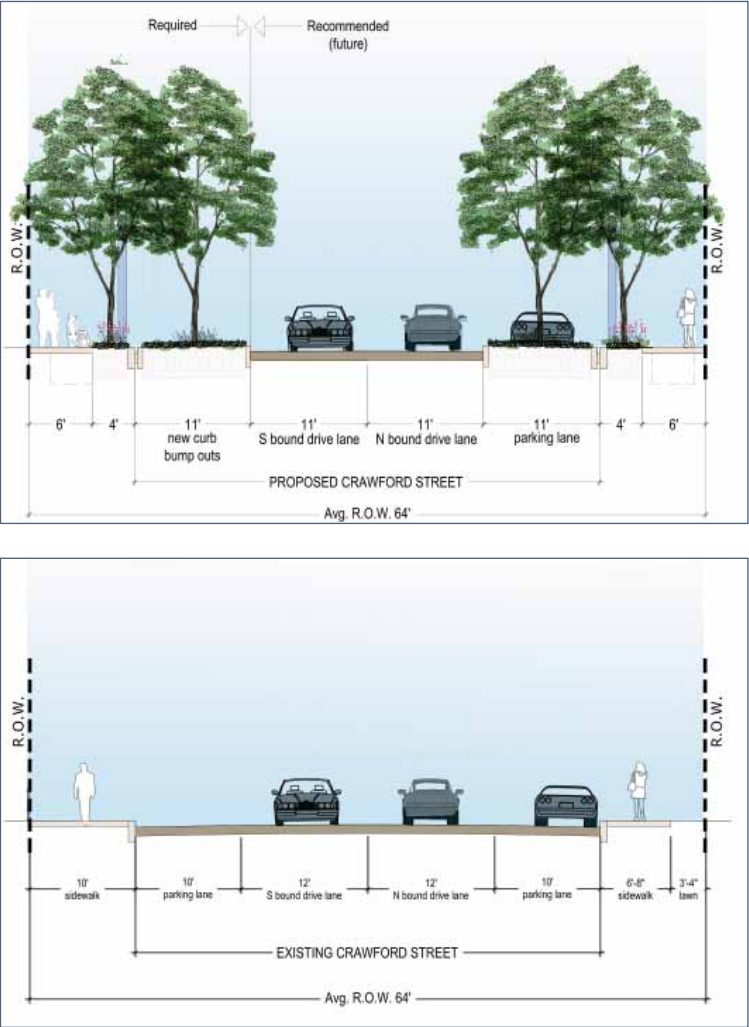 Required
Recommended
(future)
R.O.W.
R.O.W.
6'
4'
11'
11'
11'
11'
4'
6'
new curb
bump outs
S bound drive lane
N bound drive lane
parking lane
PROPOSED CRAWFORD STREET
Avg. R.O.W. 64'
R.O.W.
R.O.W.
10'
sidewalk
10'
parking lane
12'
S bound drive lane
12'
N bound drive lane
10'
parking lane
6'-8"
sidewalk
3'-4"
lawn
EXISTING CRAWFORD STREET
Avg. R.O.W. 64'